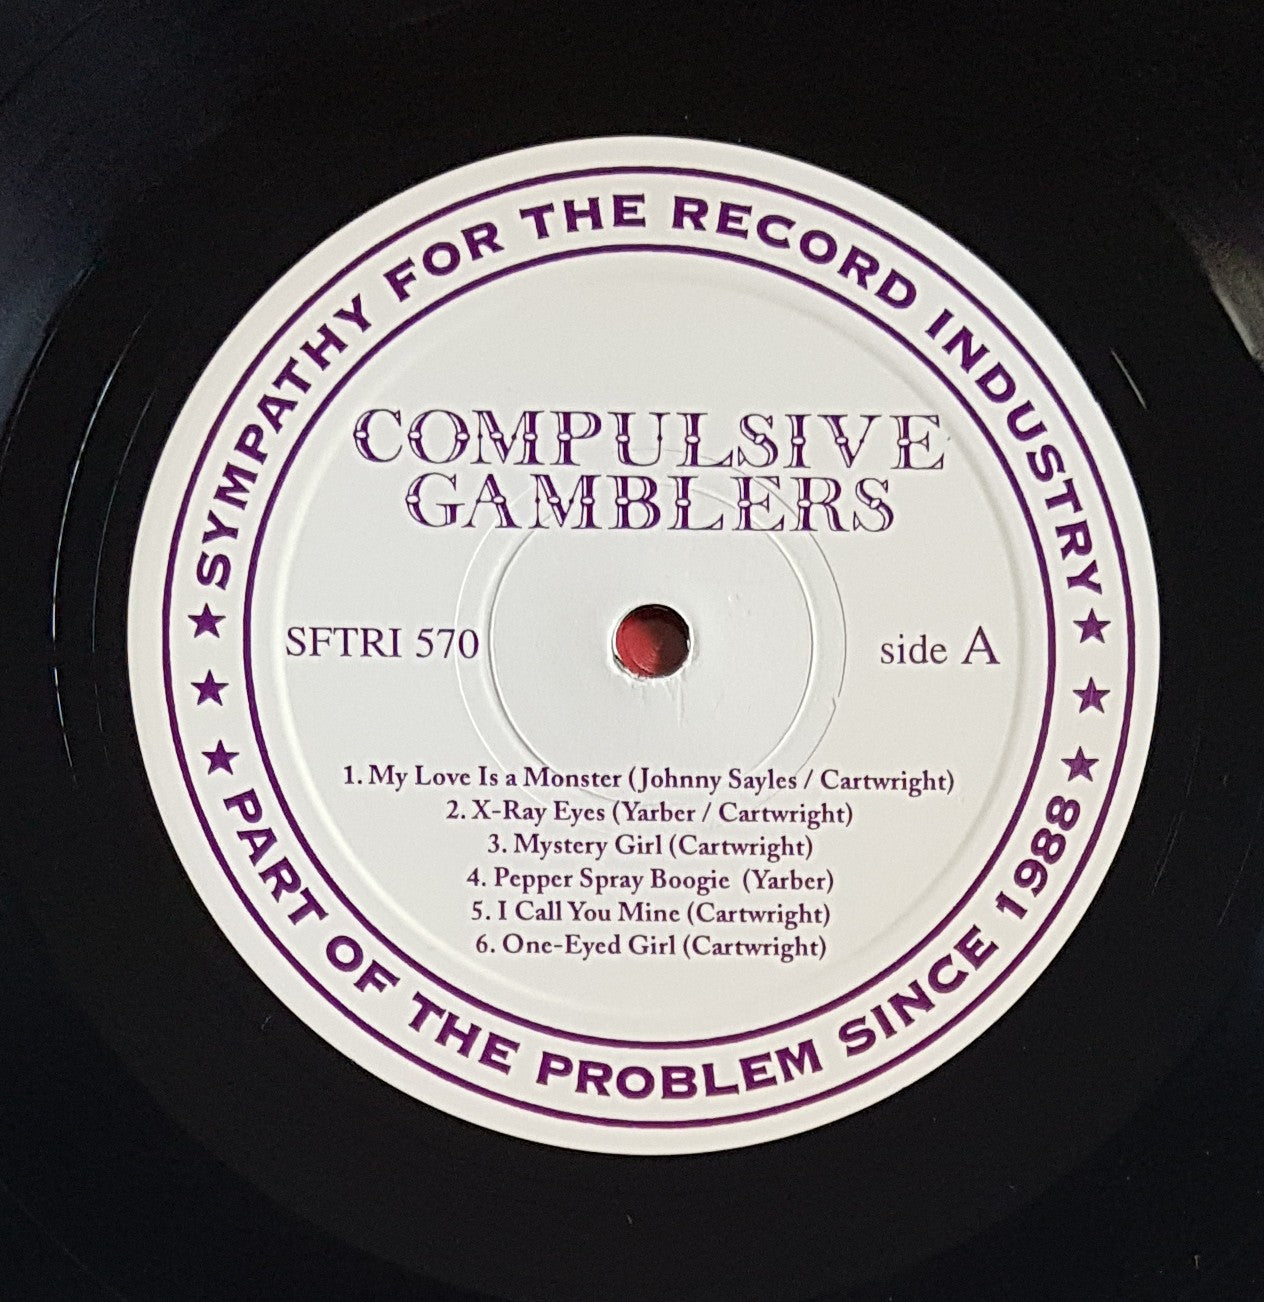 SYMPATHY FOR THE RECORD INDUSTRY
COMPULSIVE
GAMBLERS
SFTRI 570
side A
1. My Love Is a Monster (Johnny Sayles / Cartwright)
2. X-Ray Eyes (Yarber / Cartwright)
3. Mystery Girl (Cartwright)
4. Pepper Spray Boogie (Yarber)
5. I Call You Mine (Cartwright)
6. One-Eyed Girl (Cartwright)
PART OF THE PROBLEM SINCE 1988